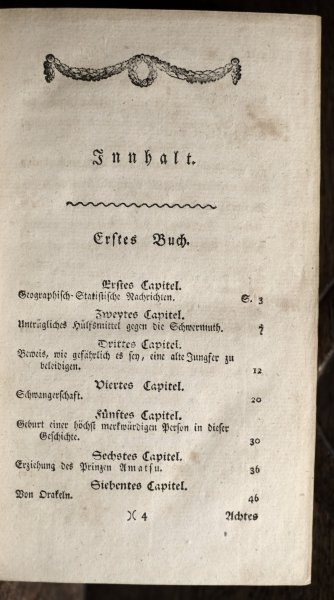 Innhalt.
Erstes Buch.
Erstes Capitel.
Geographisch-Statistische Nachrichten. S. 3
Zweytes Capitel.
Untrügliches Hülfsmittel gegen die Schwermuth. 7
Drittes Capitel.
Beweis, wie gefährlich es sey, eine alte Jungfer zu
beleidigen. 12
Viertes Capitel.
Schwangerschaft. 20
Fünftes Capitel.
Geburt einer höchst merkwürdigen Person in dieser
Geschichte. 30
Sechstes Capitel.
Erziehung des Prinzen Amatsu. 36
Siebentes Capitel.
Von Orakeln. 46
)( 4 Achtes